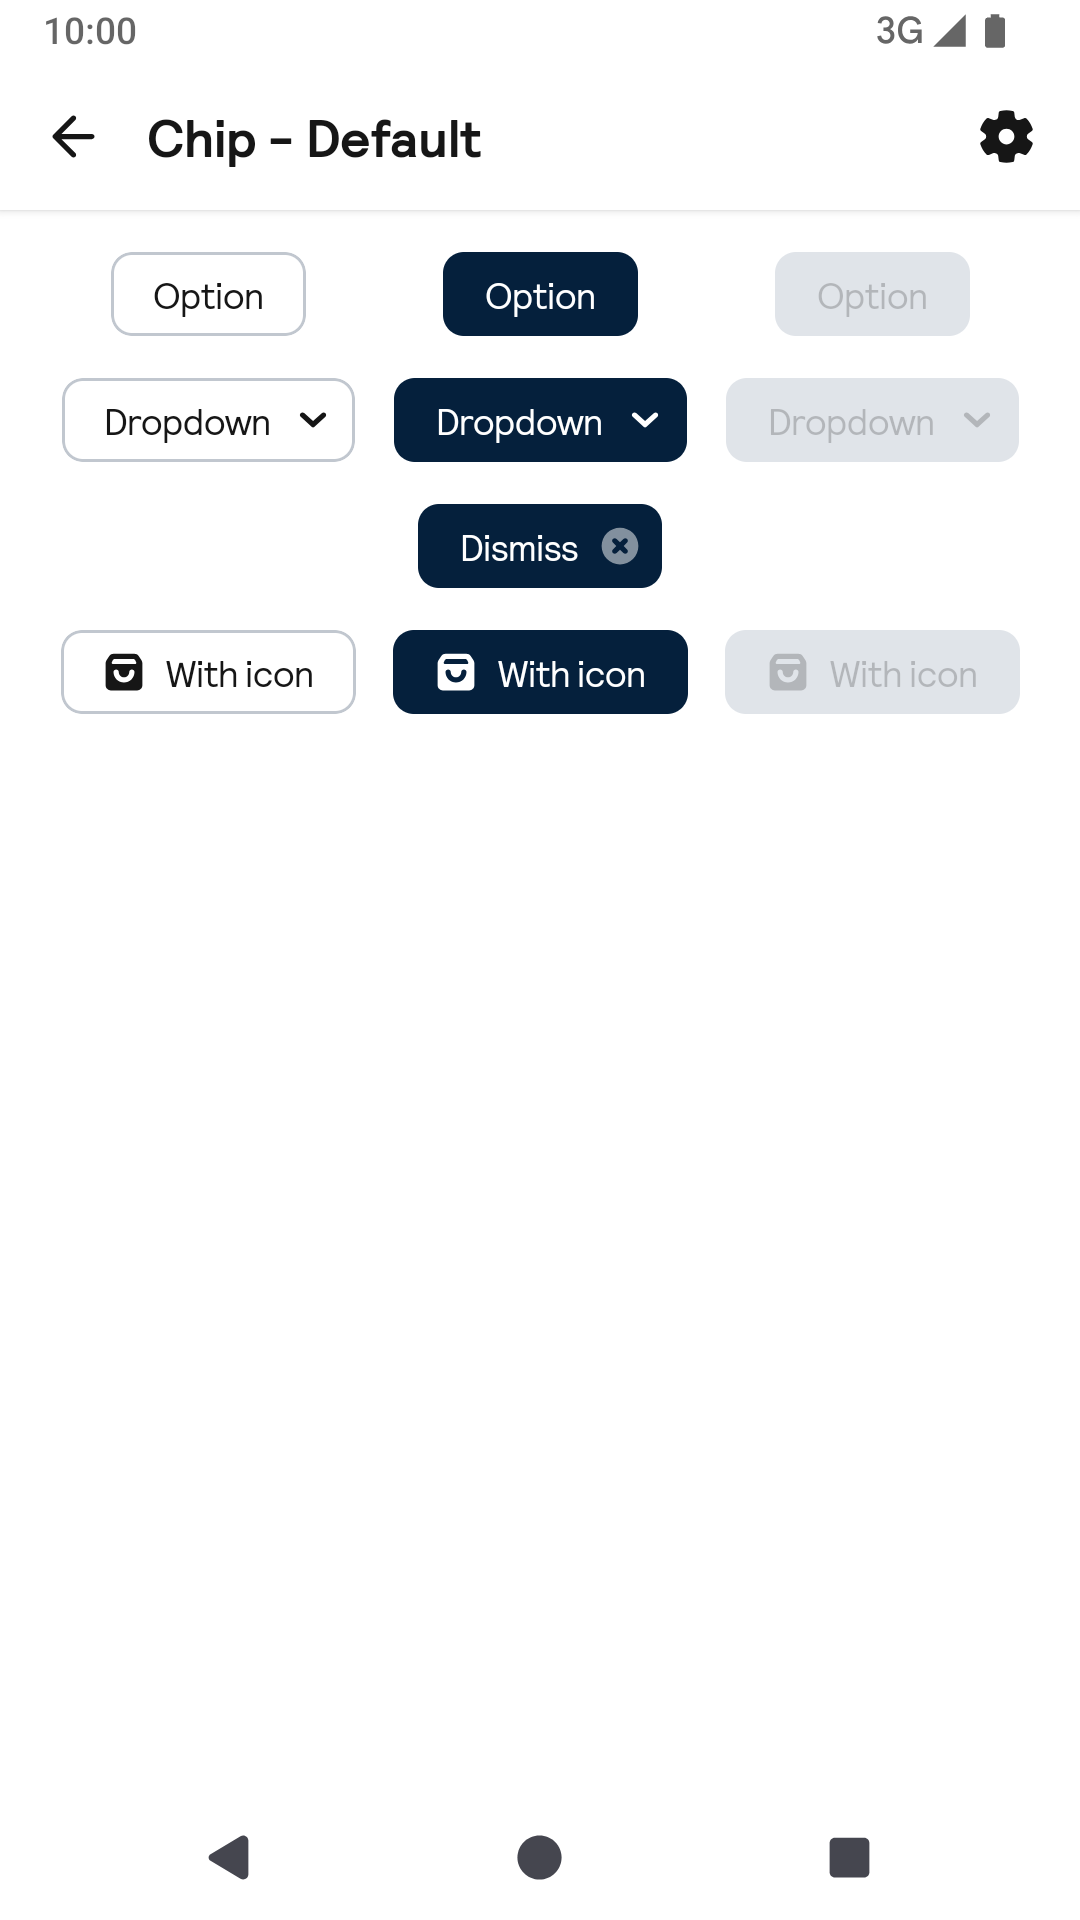 10:00 3G
Chip - Default
Option Option Option
Dropdown Dropdown Dropdown
Dismiss
With icon With icon With icon